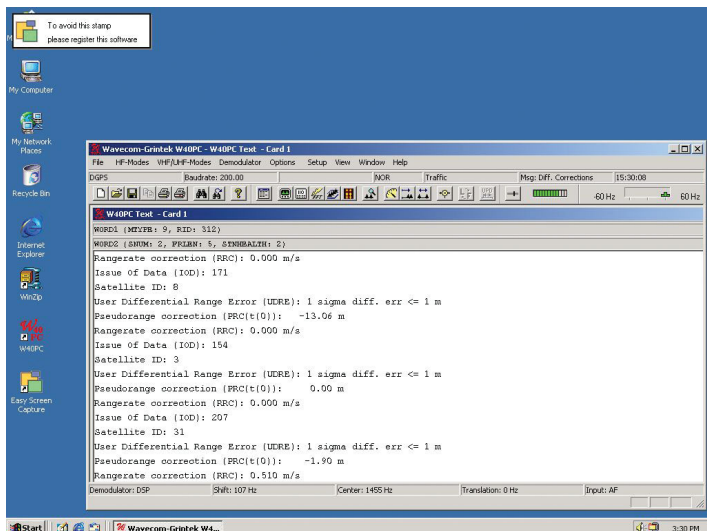 To avoid this stamp
please register this software
My Computer
My Network
Places
Recycle Bin
Internet
Explorer
WinZip
W40PC
Easy Screen
Capture
Wavecom-Grintek W40PC - W40PC Text - Card 1
File HF-Modes VHF/UHF-Modes Demodulator Options Setup View Window Help
DGPS Baudrate: 200.00 NOR Traffic Msg: Diff. Corrections 15:30:08
-60 Hz 60 Hz
W40PC Text - Card 1
WORD1 (MTYPE: 9, RID: 312)
WORD2 (SNUM: 2, FRLEN: 5, STNHEALTH: 2)
Rangerate correction (RRC): 0.000 m/s
Issue Of Data (IOD): 171
Satellite ID: 8
User Differential Range Error (UDRE): 1 sigma diff. err <= 1 m
Pseudorange correction (PRC(t(0)): -13.06 m
Rangerate correction (RRC): 0.000 m/s
Issue Of Data (IOD): 154
Satellite ID: 3
User Differential Range Error (UDRE): 1 sigma diff. err <= 1 m
Pseudorange correction (PRC(t(0)): 0.00 m
Rangerate correction (RRC): 0.000 m/s
Issue Of Data (IOD): 207
Satellite ID: 31
User Differential Range Error (UDRE): 1 sigma diff. err <= 1 m
Pseudorange correction (PRC(t(0)): -1.90 m
Rangerate correction (RRC): 0.510 m/s
Demodulator: DSP Shift: 107 Hz Center: 1455 Hz Translation: 0 Hz Input: AF
Start Wavecom-Grintek W4... 3:30 PM